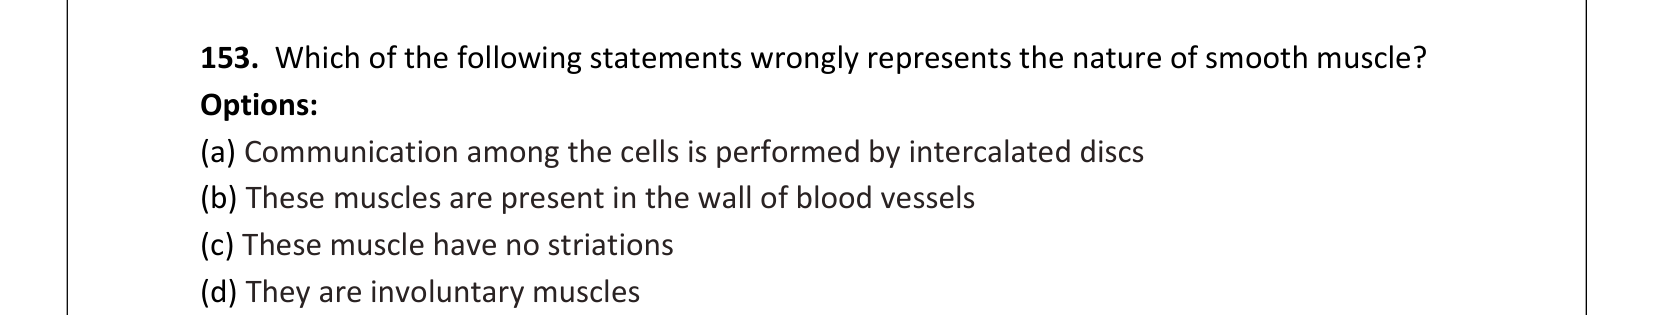 153. Which of the following statements wrongly represents the nature of smooth muscle?
Options:
(a) Communication among the cells is performed by intercalated discs
(b) These muscles are present in the wall of blood vessels
(c) These muscle have no striations
(d) They are involuntary muscles